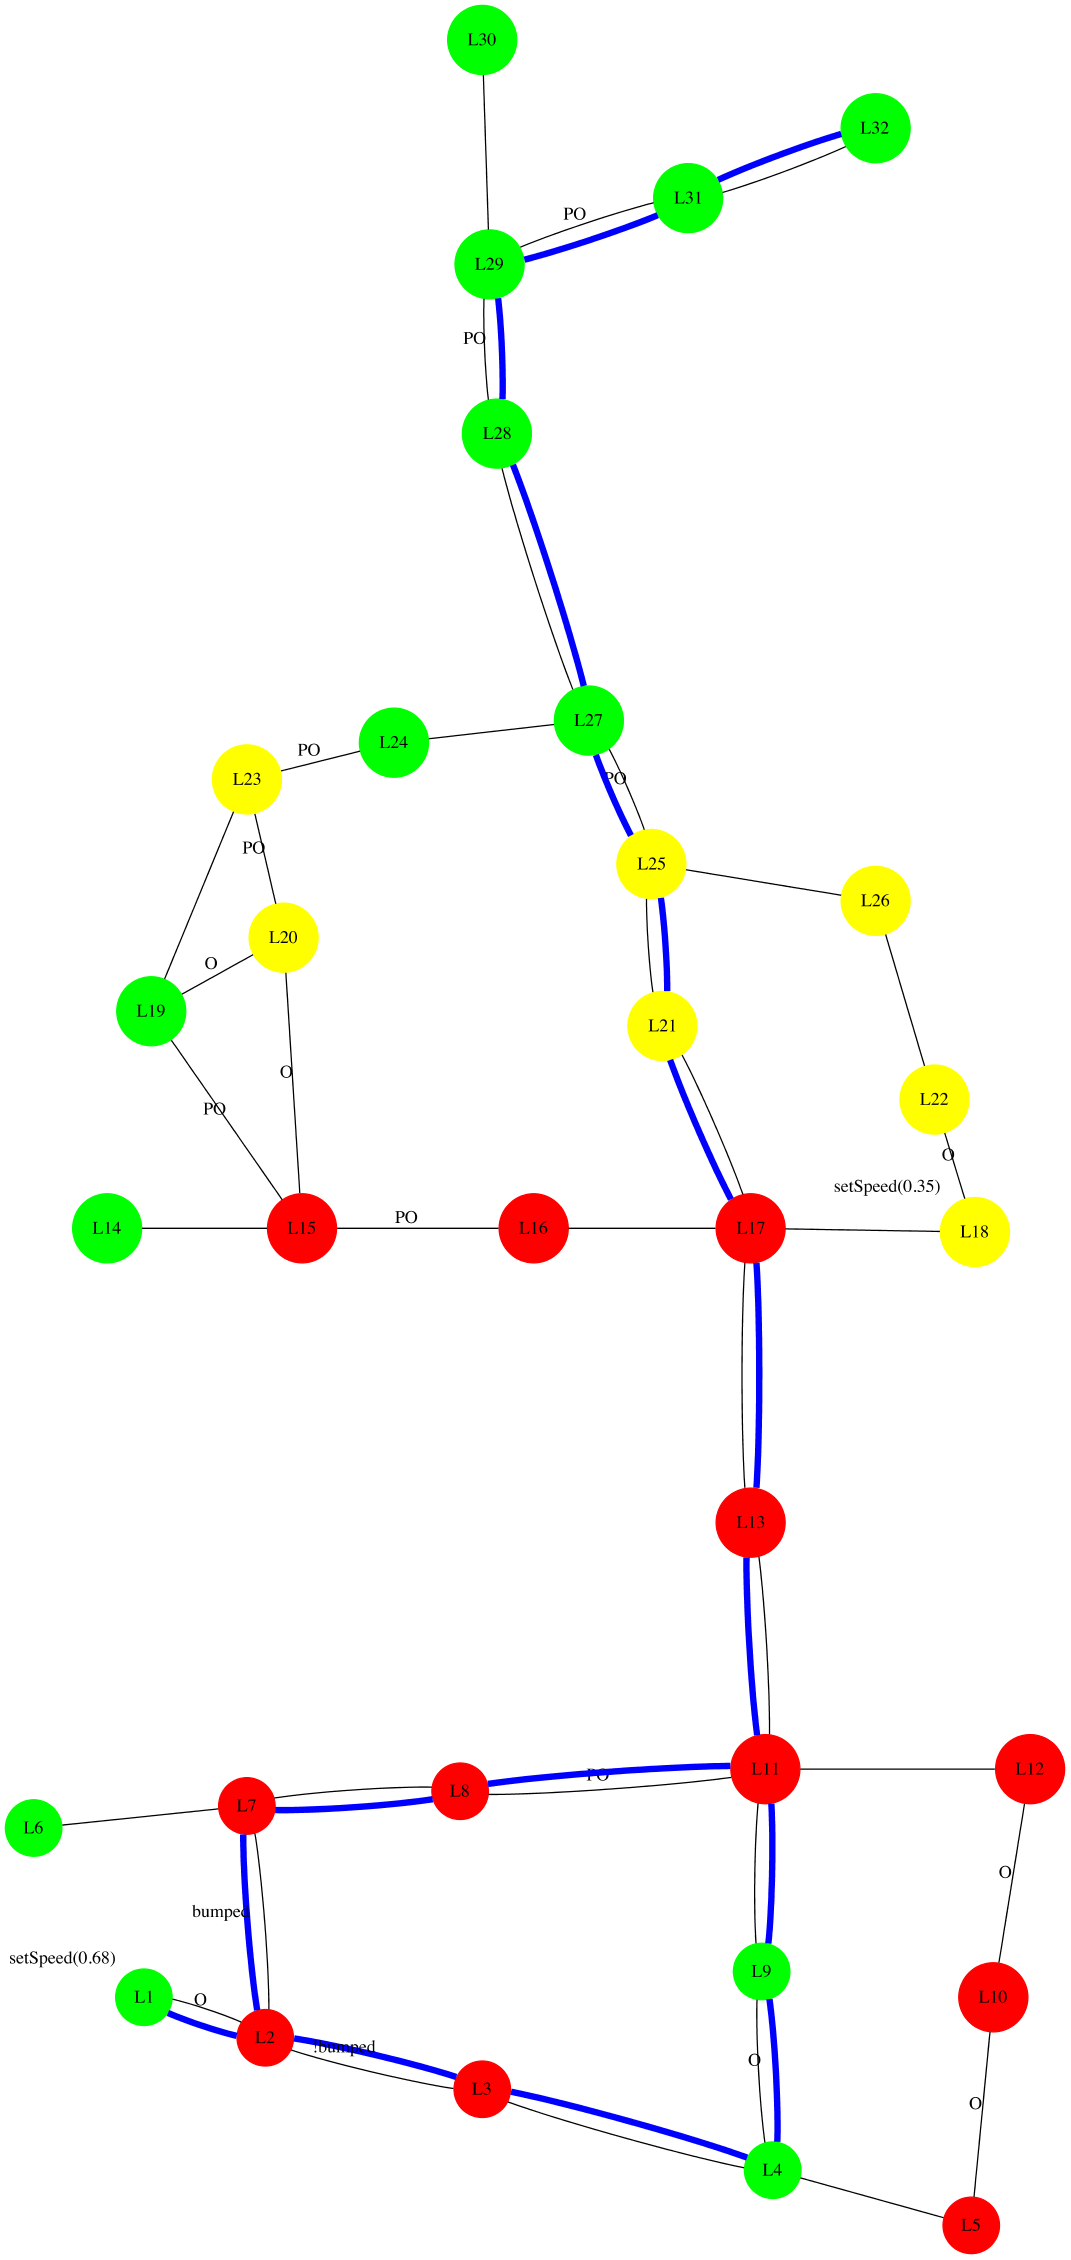 L30
L32
L31
PO
L29
PO
L28
L27
L24
PO
L23
PO
L25
PO
L26
L20
O
L19
L21
O
L22
PO
O
setSpeed(0.35)
L14
L15
PO
L16
L17
L18
L13
L11
L12
PO
L8
L7
L6
O
bumped
setSpeed(0.68)
L9
L1
O
L10
L2
!bumped
O
L3
O
L4
L5